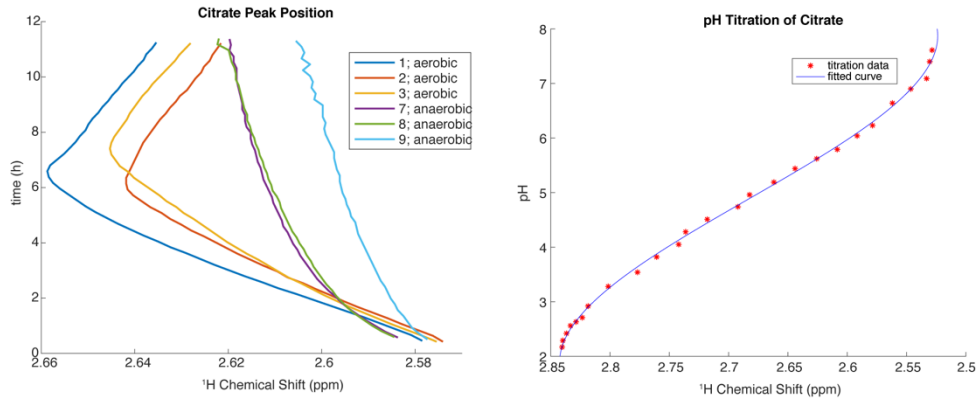 Citrate Peak Position
12
10
8
6
4
2
0
time (h)
2.66
2.64
2.62
2.6
2.58
¹H Chemical Shift (ppm)
1; aerobic
2; aerobic
3; aerobic
7; anaerobic
8; anaerobic
9; anaerobic
pH Titration of Citrate
8
7
6
5
4
3
2
pH
2.85
2.8
2.75
2.7
2.65
2.6
2.55
2.5
¹H Chemical Shift (ppm)
titration data
fitted curve